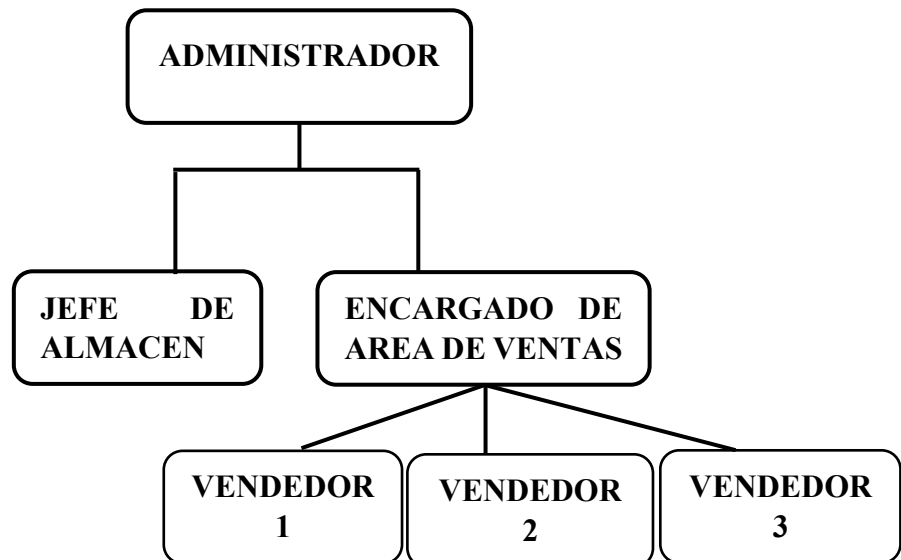 ADMINISTRADOR
JEFE DE
ALMACEN
ENCARGADO DE
AREA DE VENTAS
VENDEDOR
1
VENDEDOR
2
VENDEDOR
3